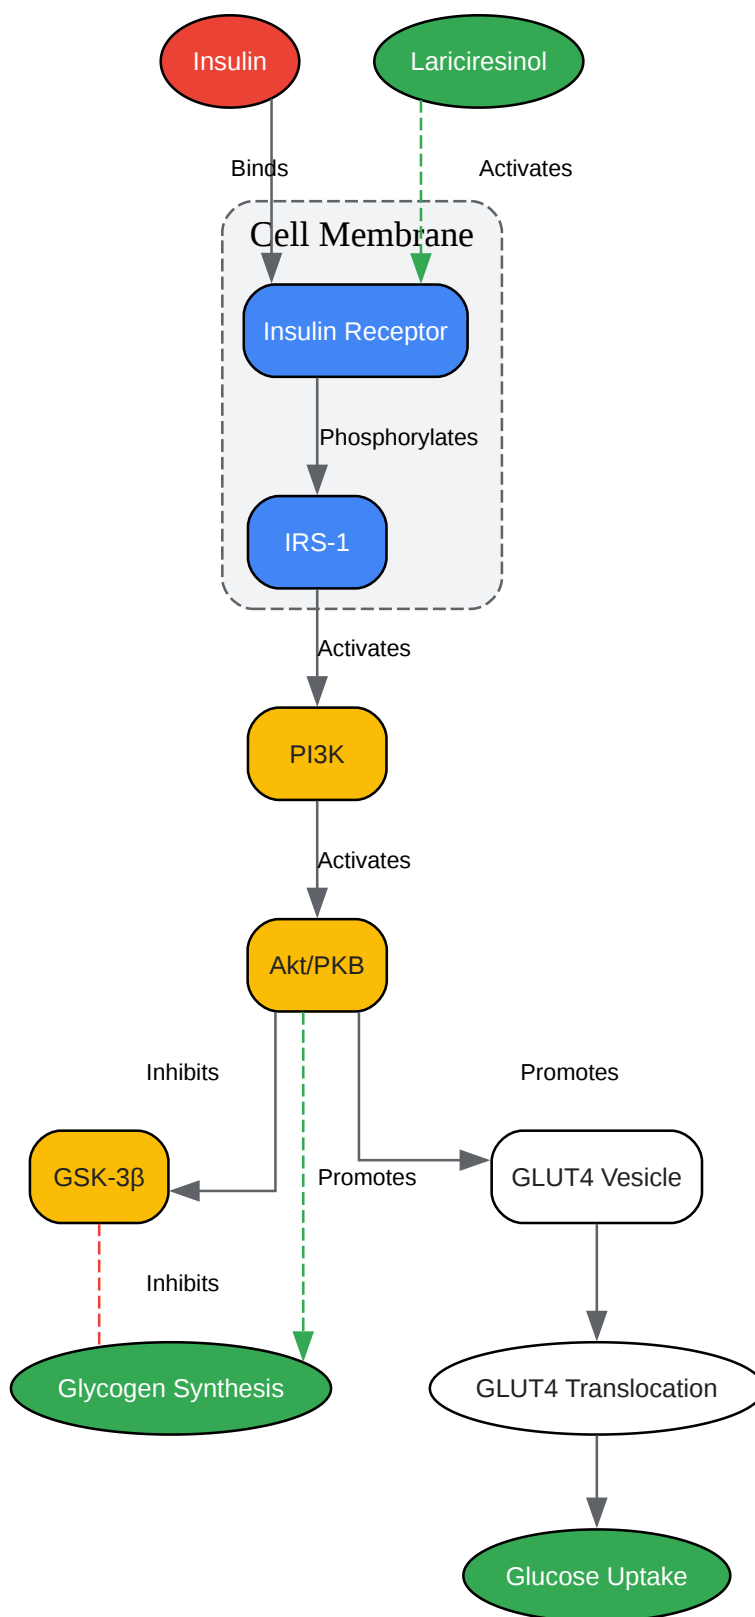 Insulin
Lariciresinol
Binds
Activates
Cell Membrane
Insulin Receptor
Phosphorylates
IRS-1
Activates
PI3K
Activates
Akt/PKB
Inhibits
Promotes
GSK-3β
Promotes
GLUT4 Vesicle
Inhibits
Glycogen Synthesis
GLUT4 Translocation
Glucose Uptake